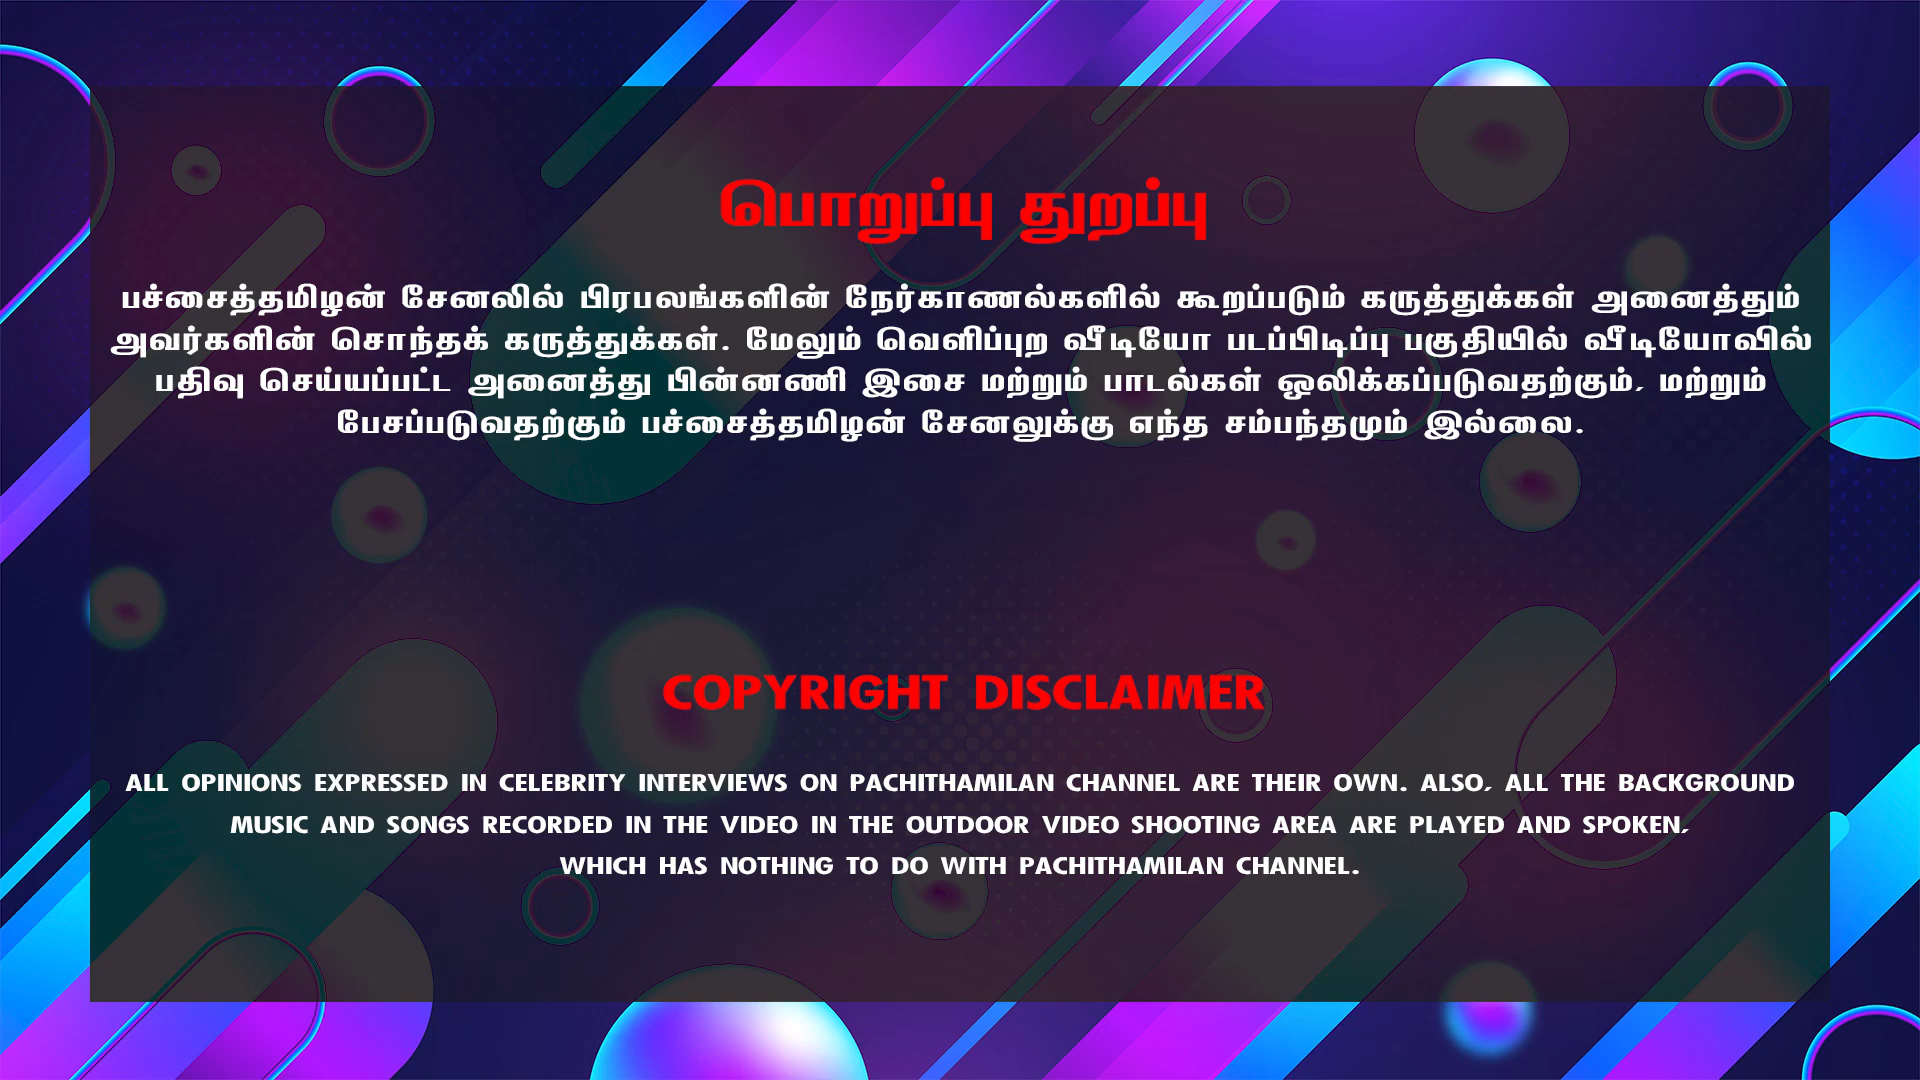 பொறுப்பு துறப்பு
பச்சைத்தமிழன் சேனலில் பிரபலங்களின் நேர்காணல்களில் கூறப்படும் கருத்துக்கள் அனைத்தும்
அவர்களின் சொந்தக் கருத்துக்கள். மேலும் வெளிப்புற வீடியோ படப்பிடிப்பு பகுதியில் வீடியோவில்
பதிவு செய்யப்பட்ட அனைத்து பின்னணி இசை மற்றும் பாடல்கள் ஒலிக்கப்படுவதற்கும், மற்றும்
பேசப்படுவதற்கும் பச்சைத்தமிழன் சேனலுக்கு எந்த சம்பந்தமும் இல்லை.
COPYRIGHT DISCLAIMER
ALL OPINIONS EXPRESSED IN CELEBRITY INTERVIEWS ON PACHITHAMILAN CHANNEL ARE THEIR OWN. ALSO, ALL THE BACKGROUND
MUSIC AND SONGS RECORDED IN THE VIDEO IN THE OUTDOOR VIDEO SHOOTING AREA ARE PLAYED AND SPOKEN,
WHICH HAS NOTHING TO DO WITH PACHITHAMILAN CHANNEL.